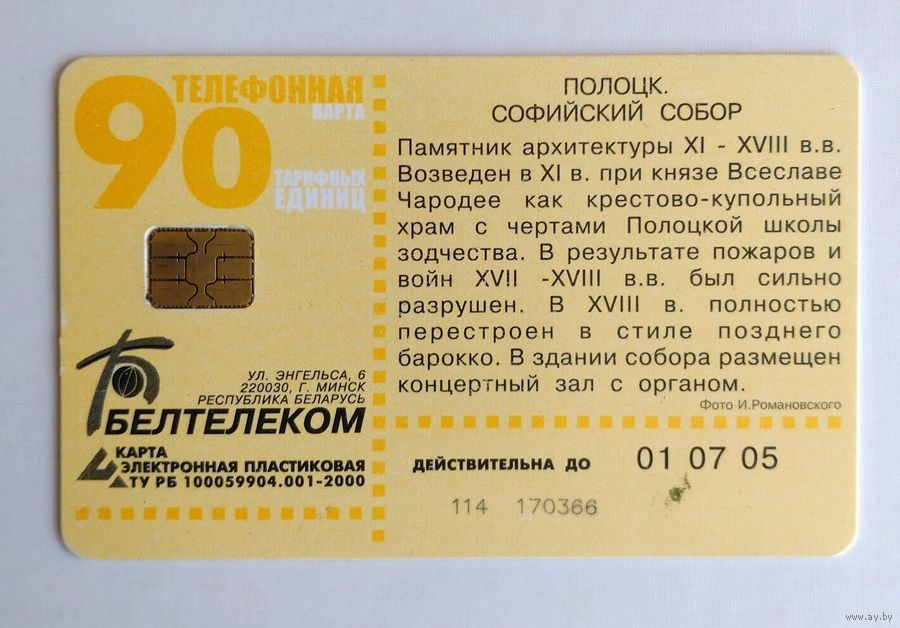 90
ТЕЛЕФОННАЯ
КАРТА
ТАРИФНЫХ
ЕДИНИЦ
УЛ. ЭНГЕЛЬСА, 6
220030, Г. МИНСК
РЕСПУБЛИКА БЕЛАРУСЬ
БЕЛТЕЛЕКОМ
КАРТА
ЭЛЕКТРОННАЯ ПЛАСТИКОВАЯ
ТУ РБ 100059904.001-2000
ПОЛОЦК.
СОФИЙСКИЙ СОБОР
Памятник архитектуры XI - XVIII в.в.
Возведен в XI в. при князе Всеславе
Чародее как крестово-купольный
храм с чертами Полоцкой школы
зодчества. В результате пожаров и
войн XVII -XVIII в.в. был сильно
разрушен. В XVIII в. полностью
перестроен в стиле позднего
барокко. В здании собора размещен
концертный зал с органом.
Фото И.Романовского
ДЕЙСТВИТЕЛЬНА ДО 01 07 05
114 170366
www.ay.by